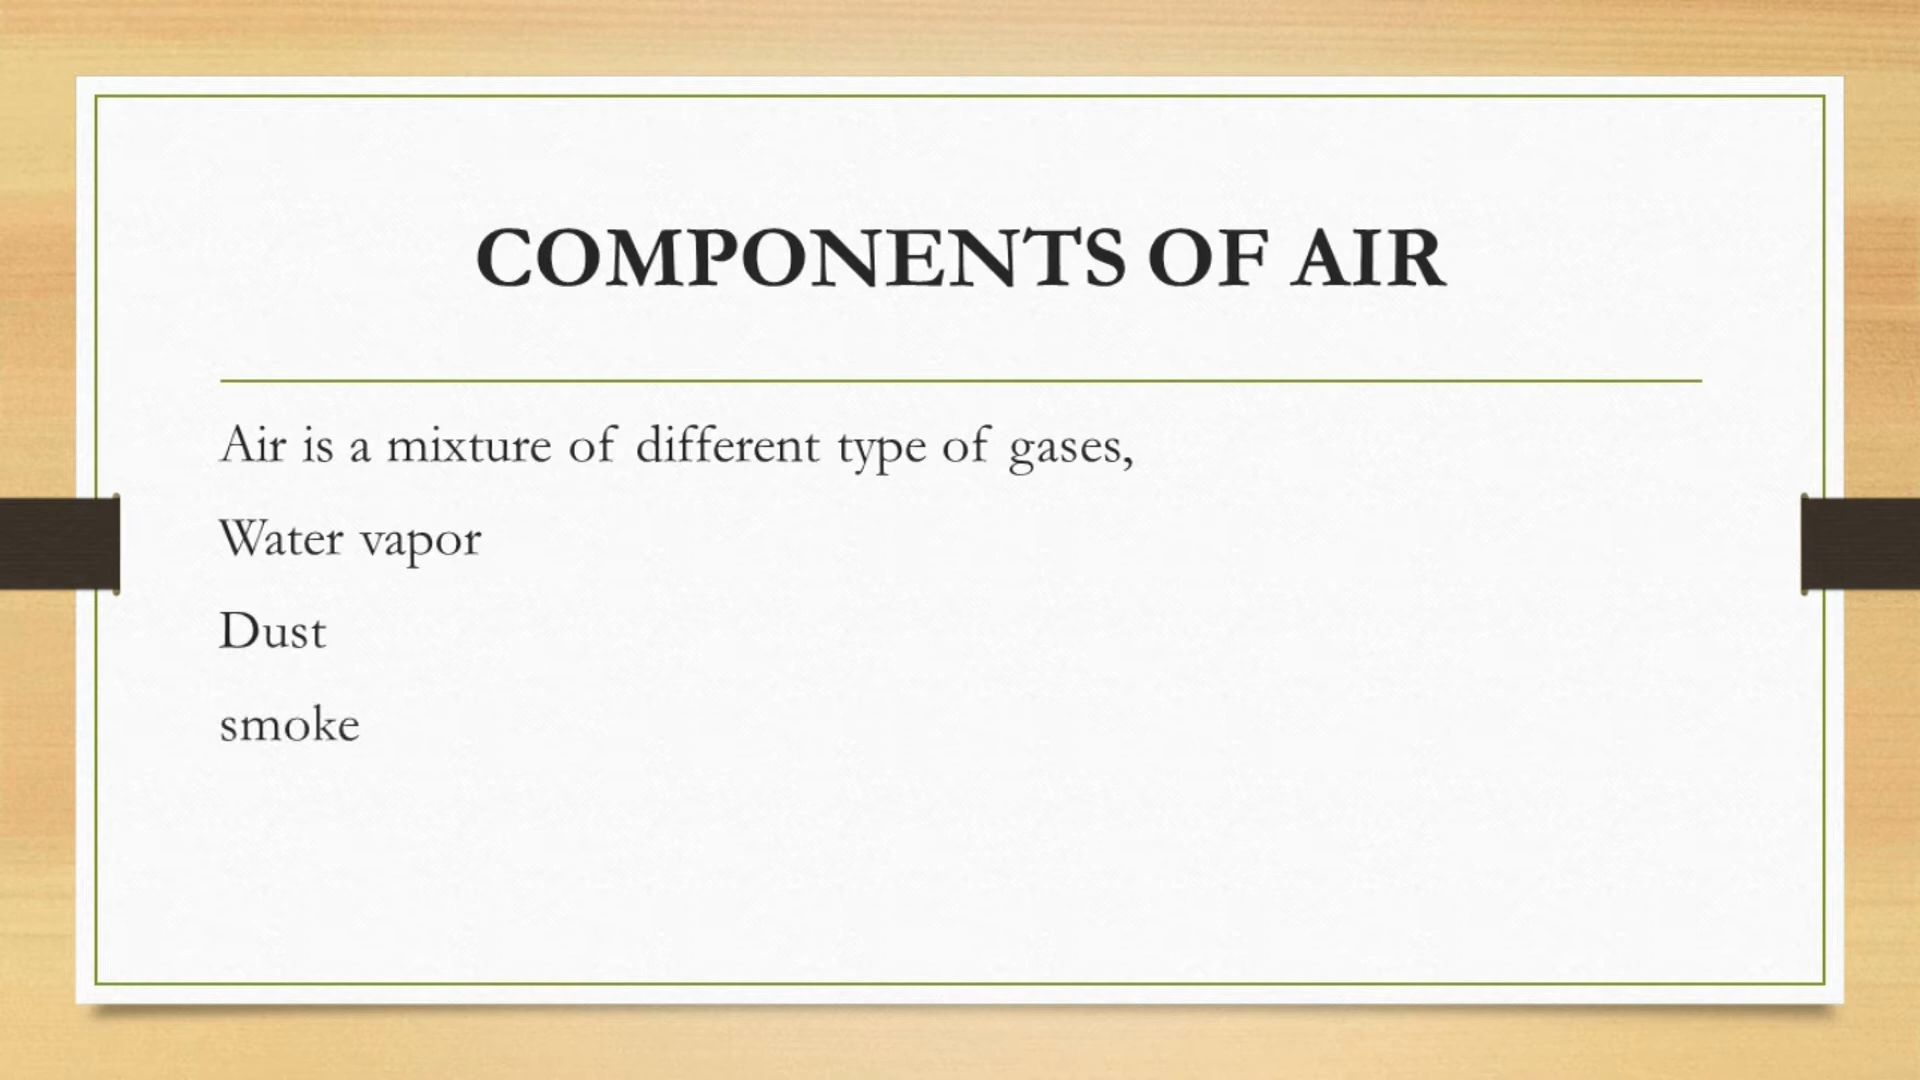 COMPONENTS OF AIR
Air is a mixture of different type of gases,
Water vapor
Dust
smoke